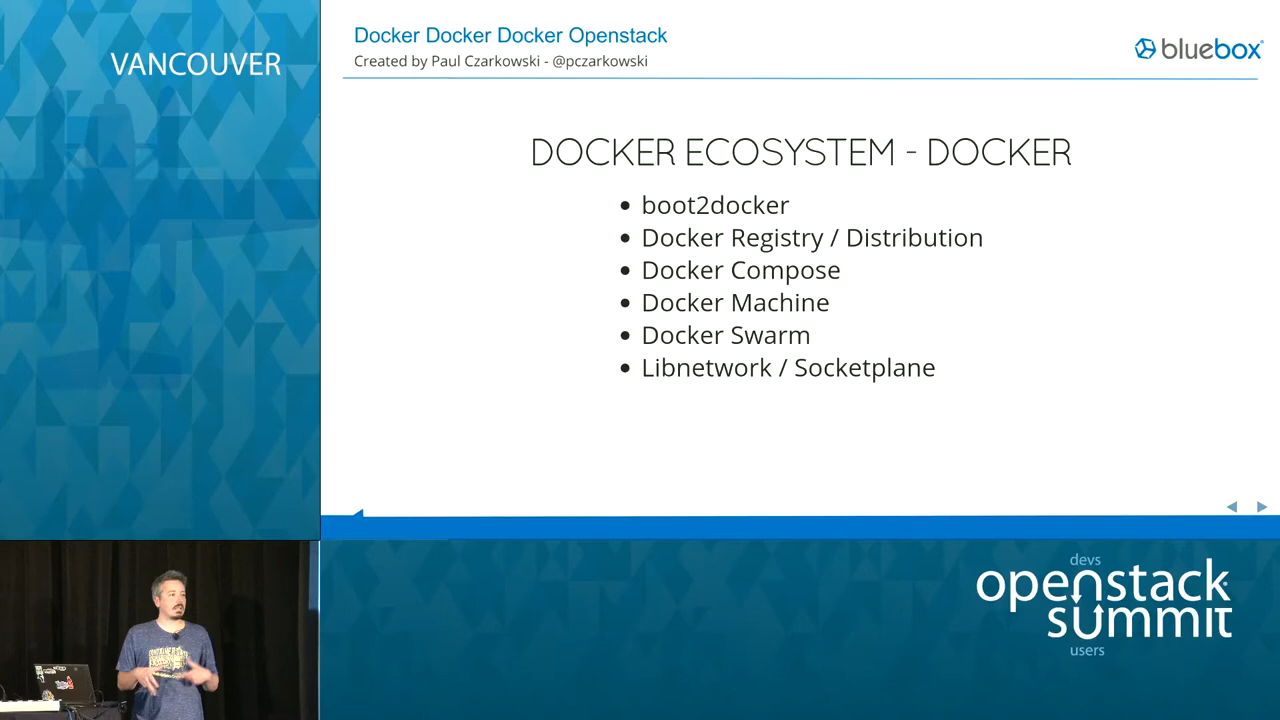 VANCOUVER
Docker Docker Docker Openstack
Created by Paul Czarkowski - @pczarkowski
bluebox
DOCKER ECOSYSTEM - DOCKER
boot2docker
Docker Registry / Distribution
Docker Compose
Docker Machine
Docker Swarm
Libnetwork / Socketplane
devs
openstack
summit
users